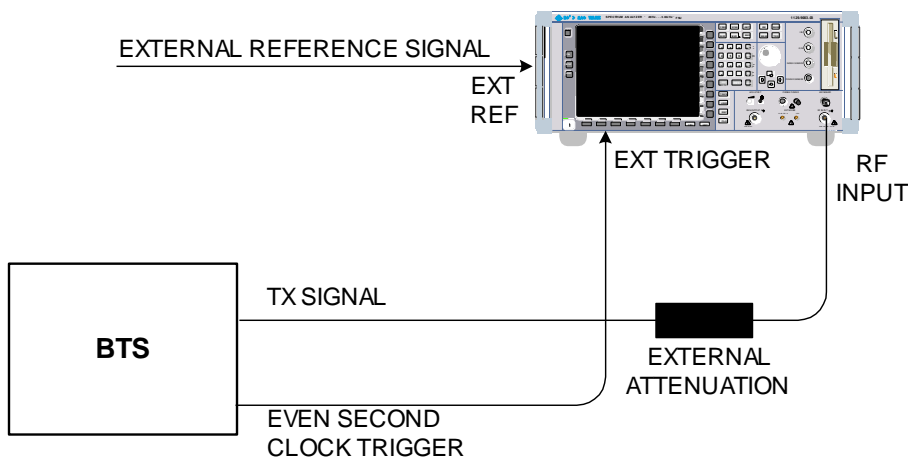 EXTERNAL REFERENCE SIGNAL
EXT
REF
EXT TRIGGER
RF
INPUT
TX SIGNAL
BTS
EXTERNAL
ATTENUATION
EVEN SECOND
CLOCK TRIGGER